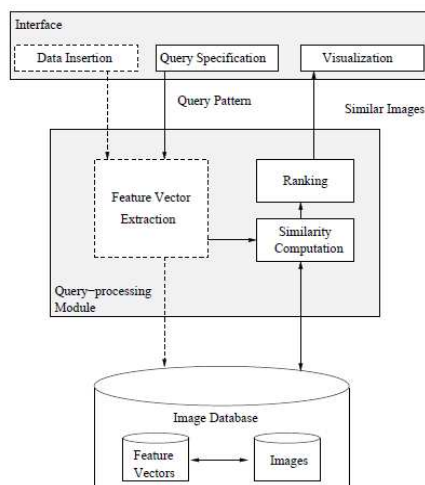 Interface
Data Insertion
Query Specification
Visualization
Query Pattern
Similar Images
Feature Vector
Extraction
Ranking
Similarity
Computation
Query−processing
Module
Image Database
Feature
Vectors
Images